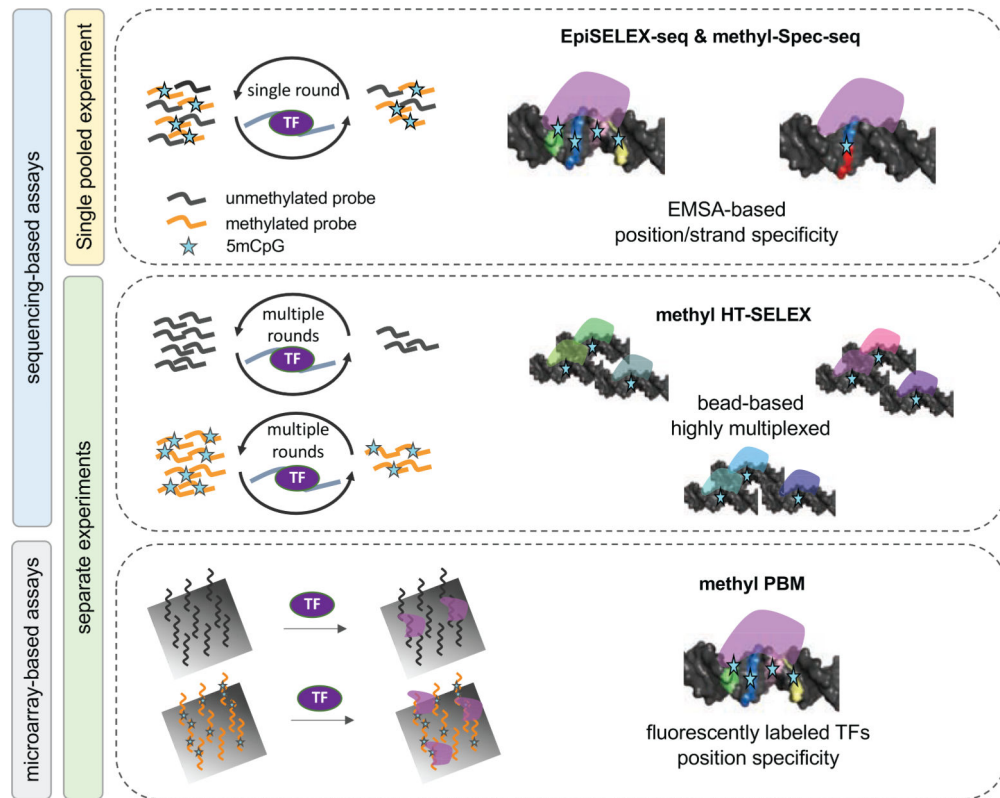 sequencing-based assays
microarray-based assays
Single pooled experiment
separate experiments
EpiSELEX-seq & methyl-Spec-seq
single round
TF
unmethylated probe
methylated probe
5mCpG
EMSA-based
position/strand specificity
methyl HT-SELEX
multiple
rounds
TF
multiple
rounds
TF
bead-based
highly multiplexed
methyl PBM
TF
TF
fluorescently labeled TFs
position specificity